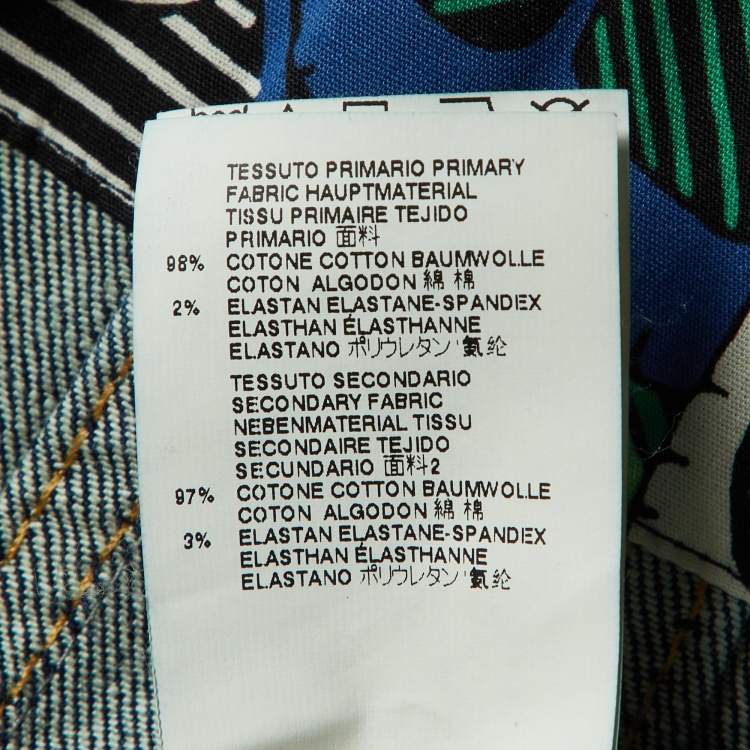 TESSUTO PRIMARIO PRIMARY
FABRIC HAUPTMATERIAL
TISSU PRIMAIRE TEJIDO
PRIMARIO 面料
98% COTONE COTTON BAUMWOLLE
COTON ALGODON 綿 棉
2% ELASTAN ELASTANE-SPANDEX
ELASTHAN ÉLASTHANNE
ELASTANO ポリウレタン 氨纶
TESSUTO SECONDARIO
SECONDARY FABRIC
NEBENMATERIAL TISSU
SECONDAIRE TEJIDO
SECUNDARIO 面料2
97% COTONE COTTON BAUMWOLLE
COTON ALGODON 綿 棉
3% ELASTAN ELASTANE-SPANDEX
ELASTHAN ÉLASTHANNE
ELASTANO ポリウレタン 氨纶